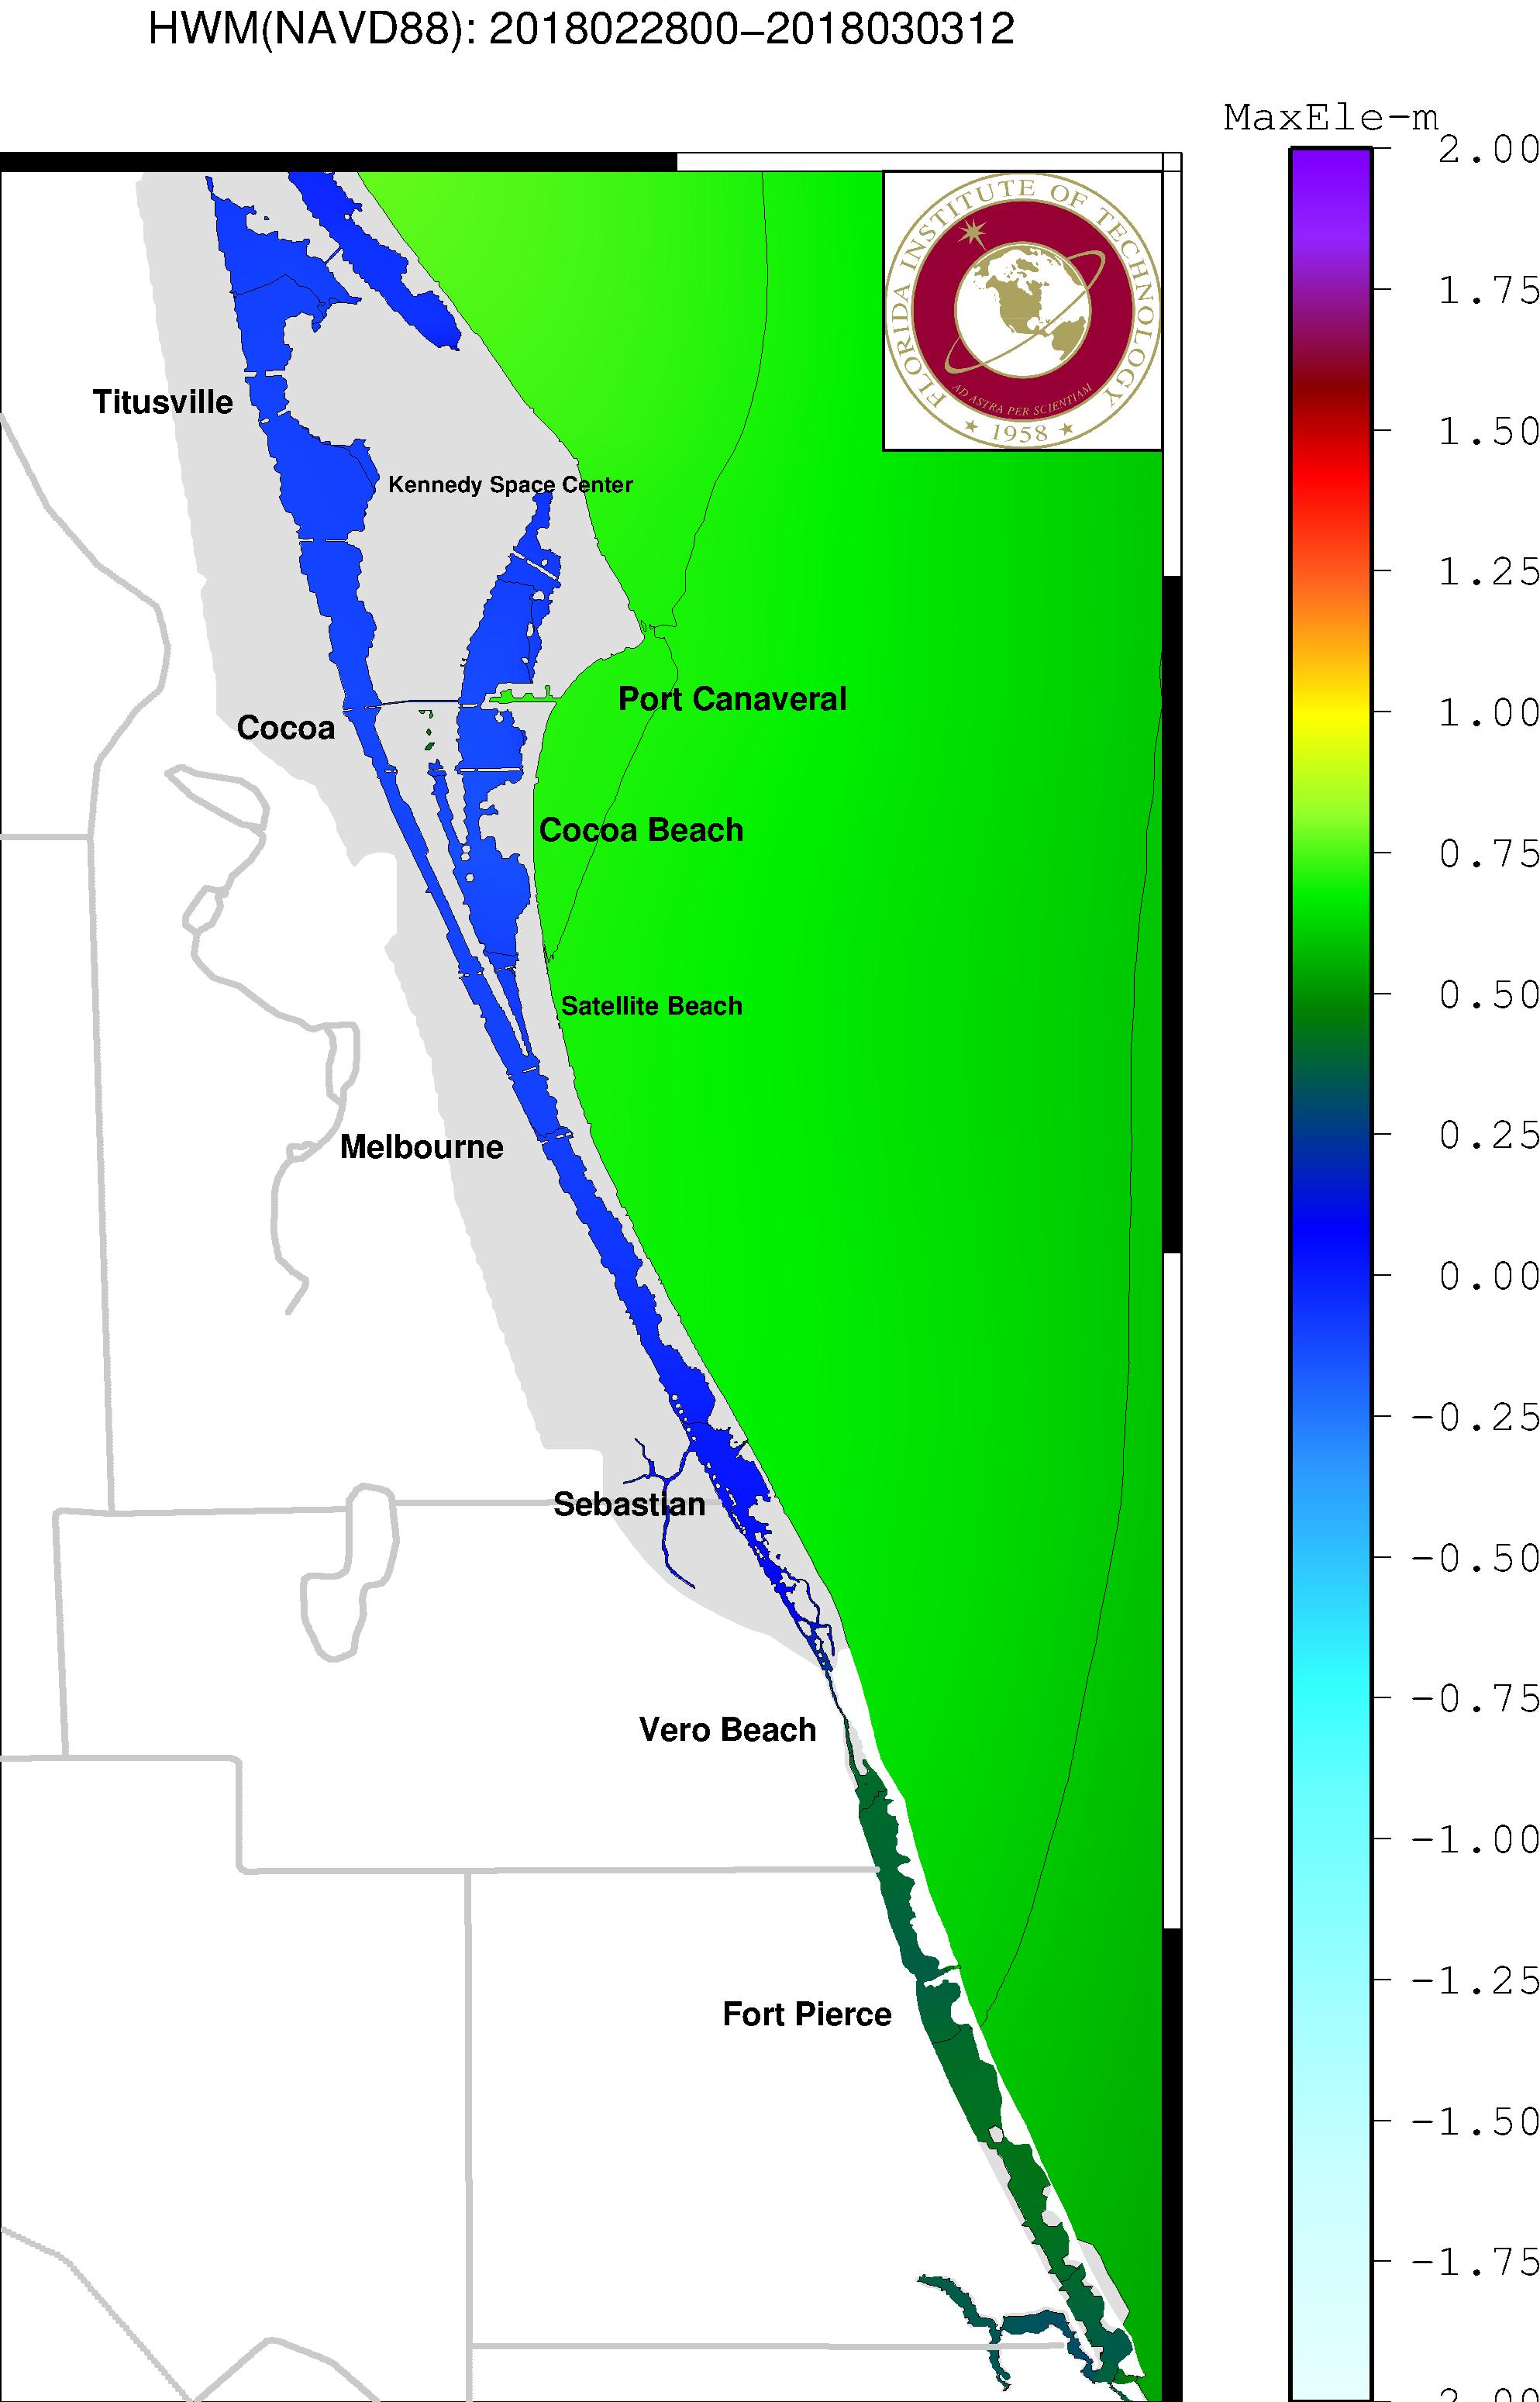 HWM(NAVD88): 2018022800−2018030312
MaxEle-m
2.00
1.75
1.50
1.25
1.00
0.75
0.50
0.25
0.00
-0.25
-0.50
-0.75
-1.00
-1.25
-1.50
-1.75
FLORIDA INSTITUTE OF TECHNOLOGY
AD ASTRA PER SCIENTIAM
1958
Titusville
Kennedy Space Center
Port Canaveral
Cocoa
Cocoa Beach
Satellite Beach
Melbourne
Sebastian
Vero Beach
Fort Pierce